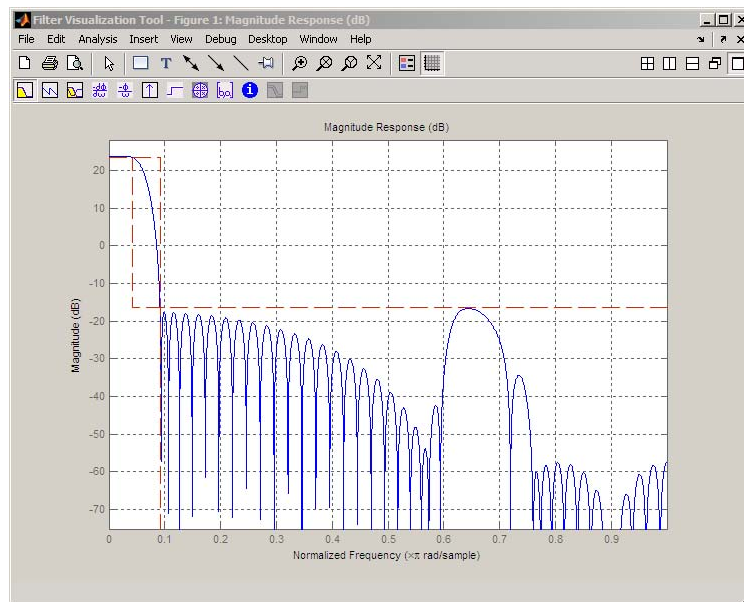 Filter Visualization Tool - Figure 1: Magnitude Response (dB)
File Edit Analysis Insert View Debug Desktop Window Help
Magnitude Response (dB)
20
10
0
-10
-20
-30
-40
-50
-60
-70
Magnitude (dB)
0 0.1 0.2 0.3 0.4 0.5 0.6 0.7 0.8 0.9
Normalized Frequency (×π rad/sample)